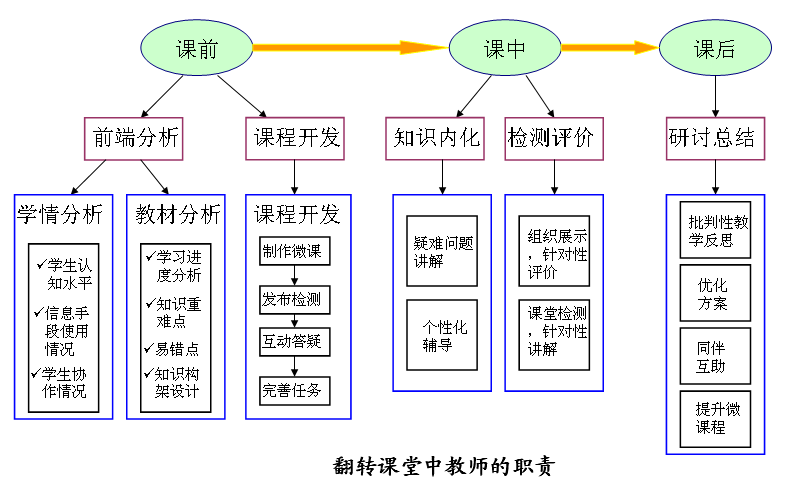 课前
课中
课后
前端分析
课程开发
知识内化
检测评价
研讨总结
学情分析
✓学生认
知水平
✓信息手
段使用
情况
✓学生协
作情况
教材分析
✓学习进
度分析
✓知识重
难点
✓易错点
✓知识构
架设计
课程开发
制作微课
发布检测
互动答疑
完善任务
疑难问题
讲解
个性化
辅导
组织展示
，针对性
评价
课堂检测
，针对性
讲解
批判性教
学反思
优化
方案
同伴
互助
提升微
课程
翻转课堂中教师的职责